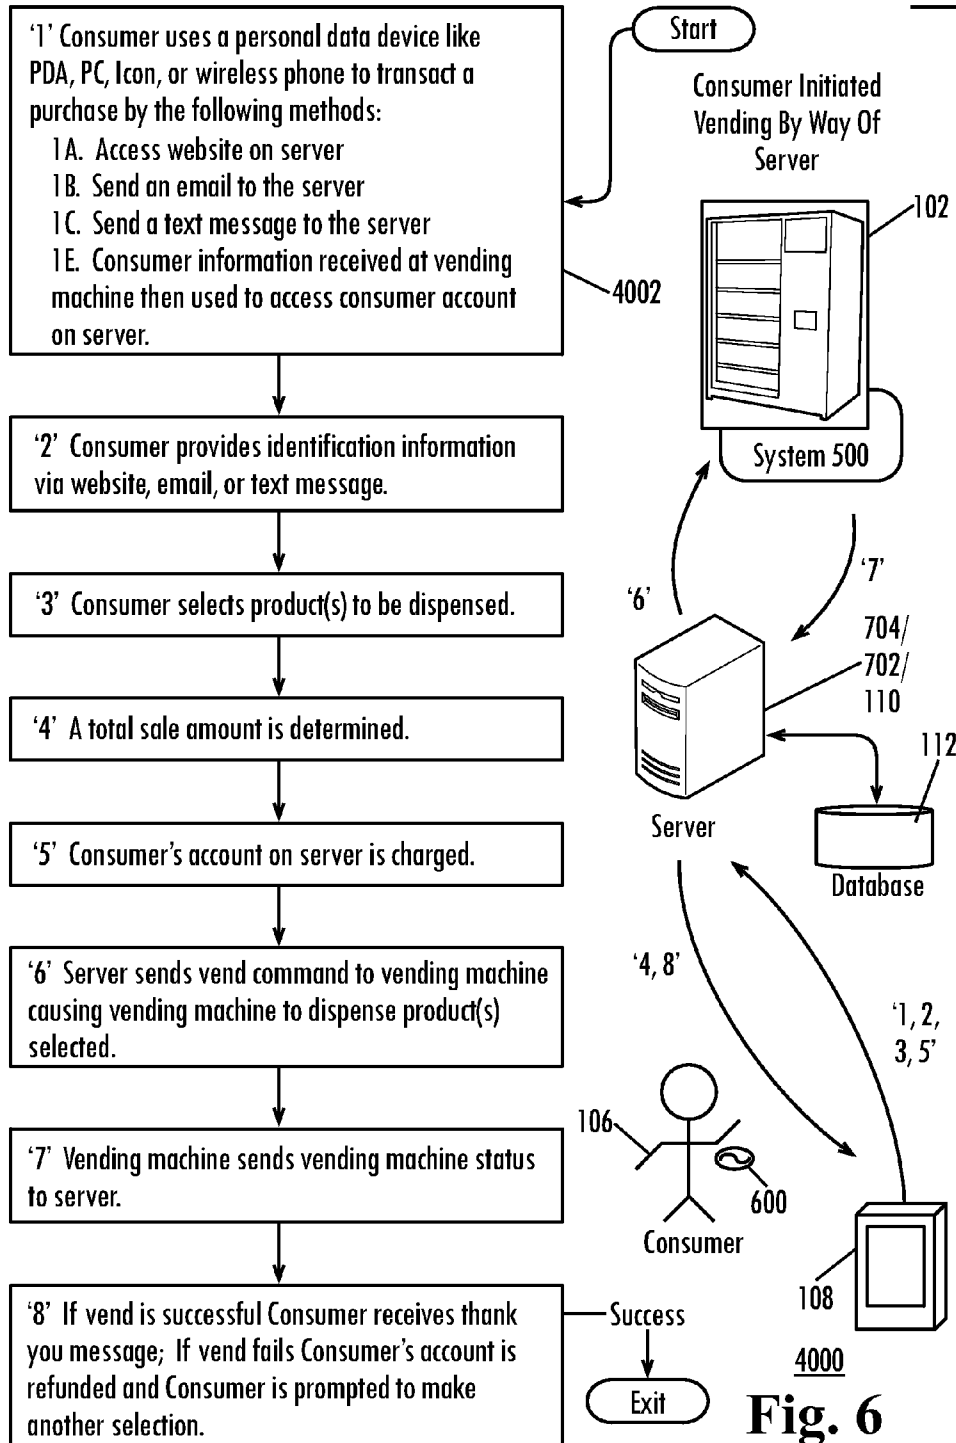 '1' Consumer uses a personal data device like
PDA, PC, Icon, or wireless phone to transact a
purchase by the following methods:
1A. Access website on server
1B. Send an email to the server
1C. Send a text message to the server
1E. Consumer information received at vending
machine then used to access consumer account
on server.
4002
'2' Consumer provides identification information
via website, email, or text message.
'3' Consumer selects product(s) to be dispensed.
'4' A total sale amount is determined.
'5' Consumer's account on server is charged.
'6' Server sends vend command to vending machine
causing vending machine to dispense product(s)
selected.
'7' Vending machine sends vending machine status
to server.
'8' If vend is successful Consumer receives thank
you message; If vend fails Consumer's account is
refunded and Consumer is prompted to make
another selection.
Success
Exit
Start
Consumer Initiated
Vending By Way Of
Server
102
System 500
'6'
'7'
704/
702/
110
112
Server
Database
'4, 8'
'1, 2,
3, 5'
106
600
Consumer
108
4000
Fig. 6